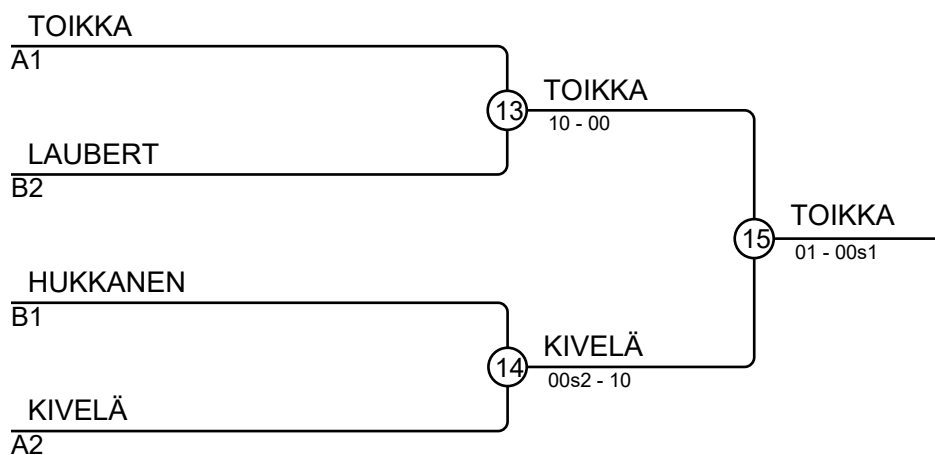 TOIKKA
A1
13
TOIKKA
10 - 00
LAUBERT
B2
15
TOIKKA
01 - 00s1
HUKKANEN
B1
14
KIVELÄ
00s2 - 10
KIVELÄ
A2